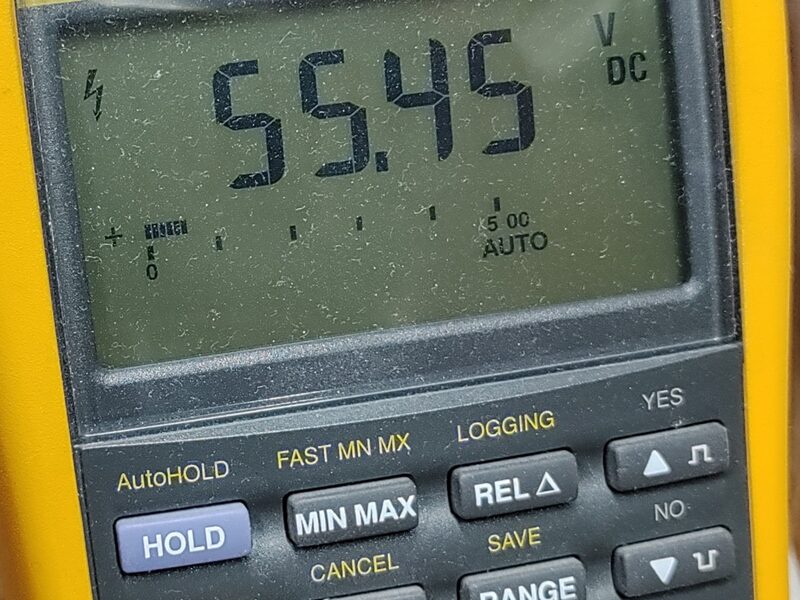 V
55.45 DC
+
0 5 00
AUTO
YES
AutoHOLD FAST MN MX LOGGING
HOLD MIN MAX REL Δ
NO
CANCEL SAVE
RANGE